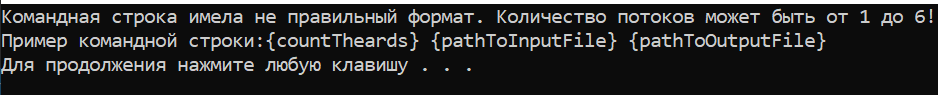 Командная строка имела не правильный формат. Количество потоков может быть от 1 до 6!
Пример командной строки:{countTheards} {pathToInputFile} {pathToOutputFile}
Для продолжения нажмите любую клавишу . . .